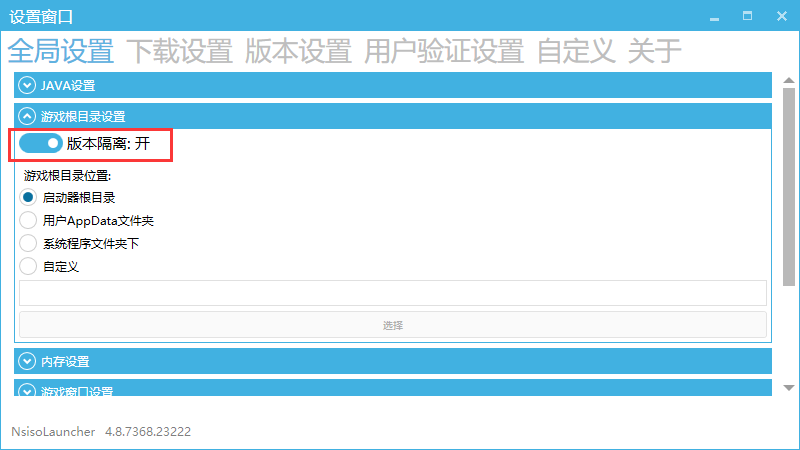 设置窗口
全局设置 下载设置 版本设置 用户验证设置 自定义 关于
JAVA设置
游戏根目录设置
版本隔离: 开
游戏根目录位置:
启动器根目录
用户AppData文件夹
系统程序文件夹下
自定义
选择
内存设置
游戏窗口设置
NsisoLauncher 4.8.7368.23222